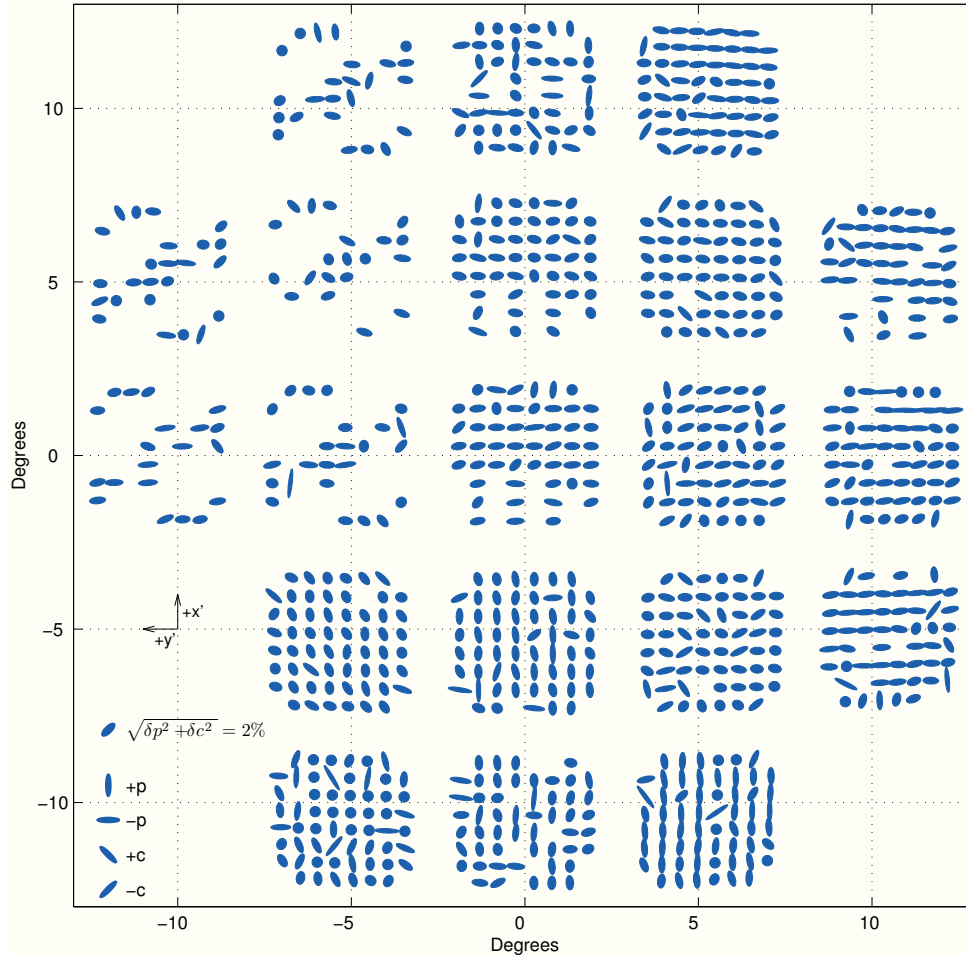 10
5
0
−5
−10
Degrees
+x'
+y'
√δp² +δc² = 2%
+p
−p
+c
−c
−10
−5
0
5
10
Degrees